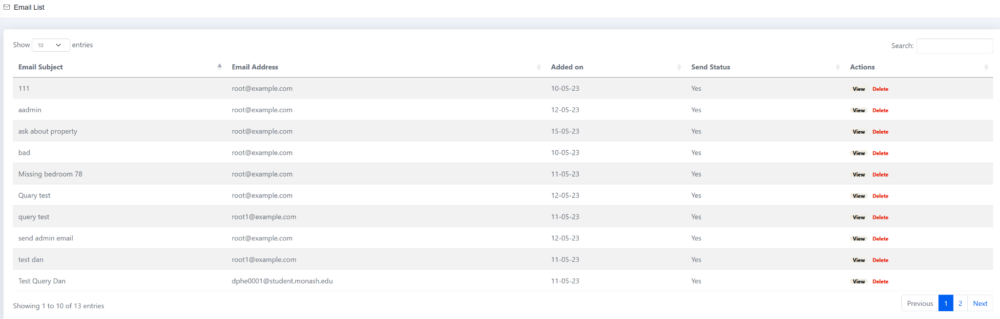 Email List
Show 10 entries Search:
Email Subject Email Address Added on Send Status Actions
111 root@example.com 10-05-23 Yes View Delete
aadmin root@example.com 12-05-23 Yes View Delete
ask about property root@example.com 15-05-23 Yes View Delete
bad root@example.com 10-05-23 Yes View Delete
Missing bedroom 78 root@example.com 11-05-23 Yes View Delete
Quary test root@example.com 12-05-23 Yes View Delete
query test root1@example.com 11-05-23 Yes View Delete
send admin email root@example.com 12-05-23 Yes View Delete
test dan root1@example.com 11-05-23 Yes View Delete
Test Query Dan dphe0001@student.monash.edu 11-05-23 Yes View Delete
Showing 1 to 10 of 13 entries Previous 1 2 Next